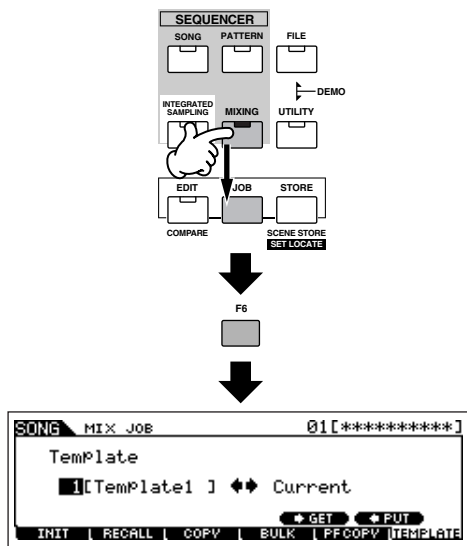 SEQUENCER
SONG PATTERN FILE
DEMO
INTEGRATED SAMPLING MIXING UTILITY
EDIT JOB STORE
COMPARE SCENE STORE
SET LOCATE
F6
SONG MIX JOB 01[**********]
Template
1[Template1 ] ◆◆ Current
GET PUT
INIT RECALL COPY BULK PFCOPY TEMPLATE